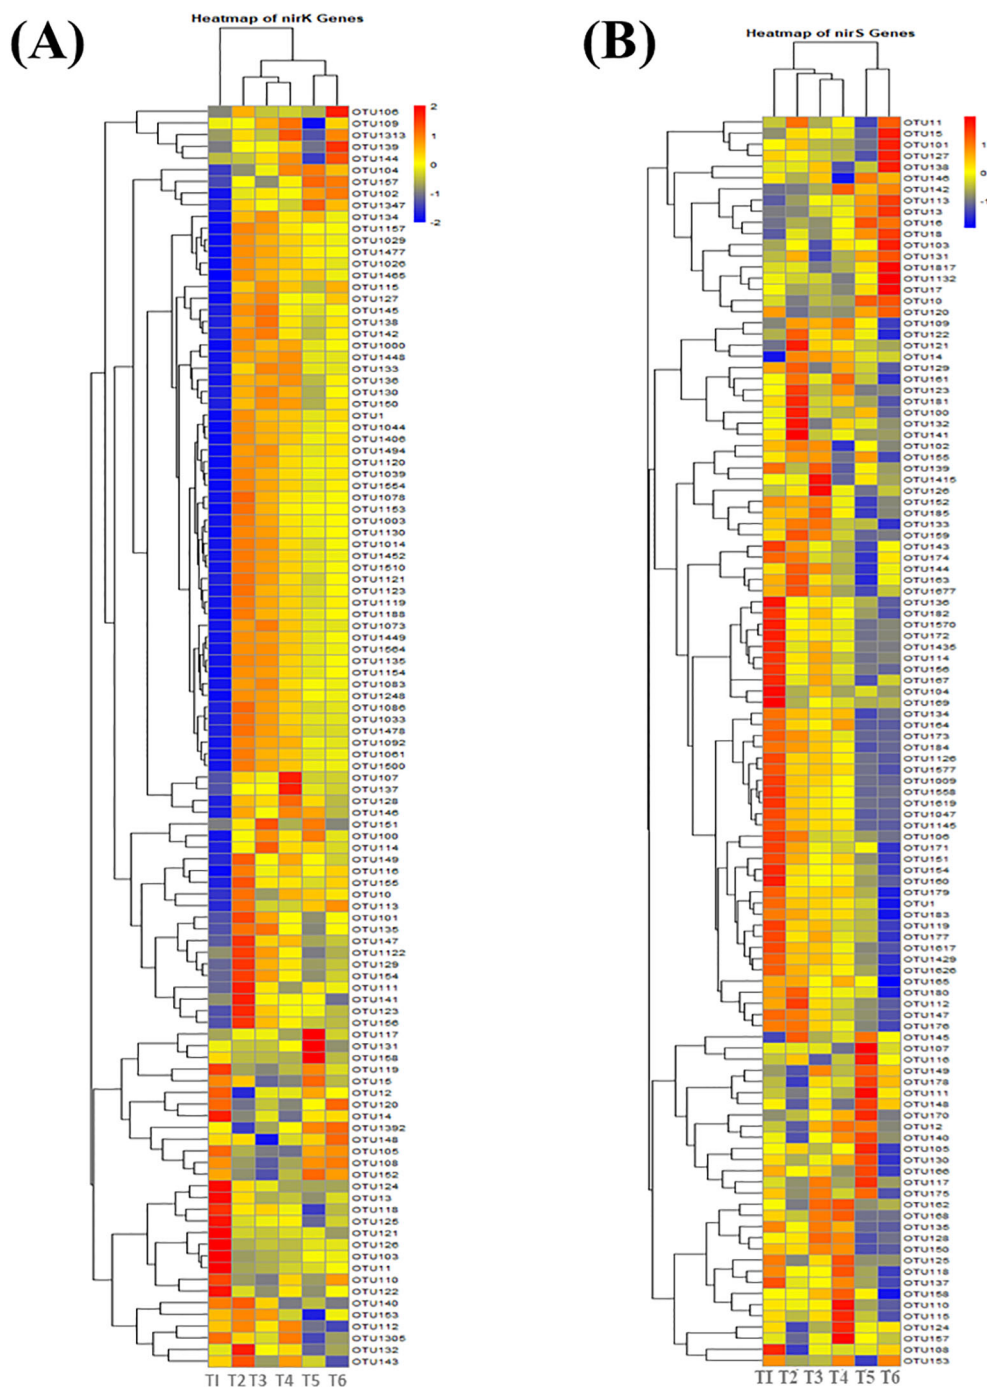 (A)
Heatmap of nirK Genes
OTU106
OTU109
OTU1313
OTU139
OTU144
OTU104
OTU157
OTU102
OTU1347
OTU134
OTU1157
OTU1029
OTU1477
OTU1026
OTU1465
OTU115
OTU127
OTU145
OTU138
OTU142
OTU1000
OTU1448
OTU133
OTU136
OTU130
OTU150
OTU1
OTU1044
OTU1406
OTU1494
OTU1120
OTU1039
OTU1554
OTU1078
OTU1153
OTU1003
OTU1130
OTU1014
OTU1452
OTU1510
OTU1121
OTU1123
OTU1119
OTU1188
OTU1073
OTU1449
OTU1564
OTU1135
OTU1154
OTU1083
OTU1248
OTU1086
OTU1033
OTU1478
OTU1092
OTU1061
OTU1500
OTU107
OTU137
OTU128
OTU146
OTU151
OTU100
OTU114
OTU149
OTU116
OTU155
OTU10
OTU113
OTU101
OTU135
OTU147
OTU1122
OTU129
OTU154
OTU111
OTU141
OTU123
OTU156
OTU117
OTU131
OTU158
OTU119
OTU15
OTU12
OTU120
OTU14
OTU1392
OTU148
OTU105
OTU108
OTU152
OTU124
OTU13
OTU118
OTU125
OTU121
OTU126
OTU103
OTU11
OTU110
OTU122
OTU140
OTU153
OTU112
OTU1305
OTU132
OTU143
2
1
0
-1
-2
T1 T2 T3 T4 T5 T6
(B)
Heatmap of nirS Genes
OTU11
OTU15
OTU101
OTU127
OTU138
OTU146
OTU142
OTU113
OTU13
OTU16
OTU18
OTU103
OTU131
OTU1817
OTU1132
OTU17
OTU10
OTU120
OTU109
OTU122
OTU121
OTU14
OTU129
OTU161
OTU123
OTU181
OTU100
OTU132
OTU141
OTU102
OTU155
OTU139
OTU1415
OTU126
OTU152
OTU185
OTU133
OTU159
OTU143
OTU174
OTU144
OTU163
OTU1677
OTU136
OTU182
OTU1570
OTU172
OTU1435
OTU114
OTU156
OTU167
OTU104
OTU169
OTU134
OTU164
OTU173
OTU184
OTU1126
OTU1577
OTU1009
OTU1558
OTU1619
OTU1047
OTU1145
OTU106
OTU171
OTU151
OTU154
OTU160
OTU179
OTU1
OTU183
OTU119
OTU177
OTU1617
OTU1429
OTU1626
OTU165
OTU180
OTU112
OTU147
OTU176
OTU145
OTU107
OTU116
OTU149
OTU178
OTU111
OTU148
OTU170
OTU12
OTU140
OTU105
OTU130
OTU166
OTU117
OTU175
OTU162
OTU168
OTU135
OTU128
OTU150
OTU125
OTU118
OTU137
OTU158
OTU110
OTU115
OTU124
OTU157
OTU108
OTU153
1
0
-1
T1 T2 T3 T4 T5 T6